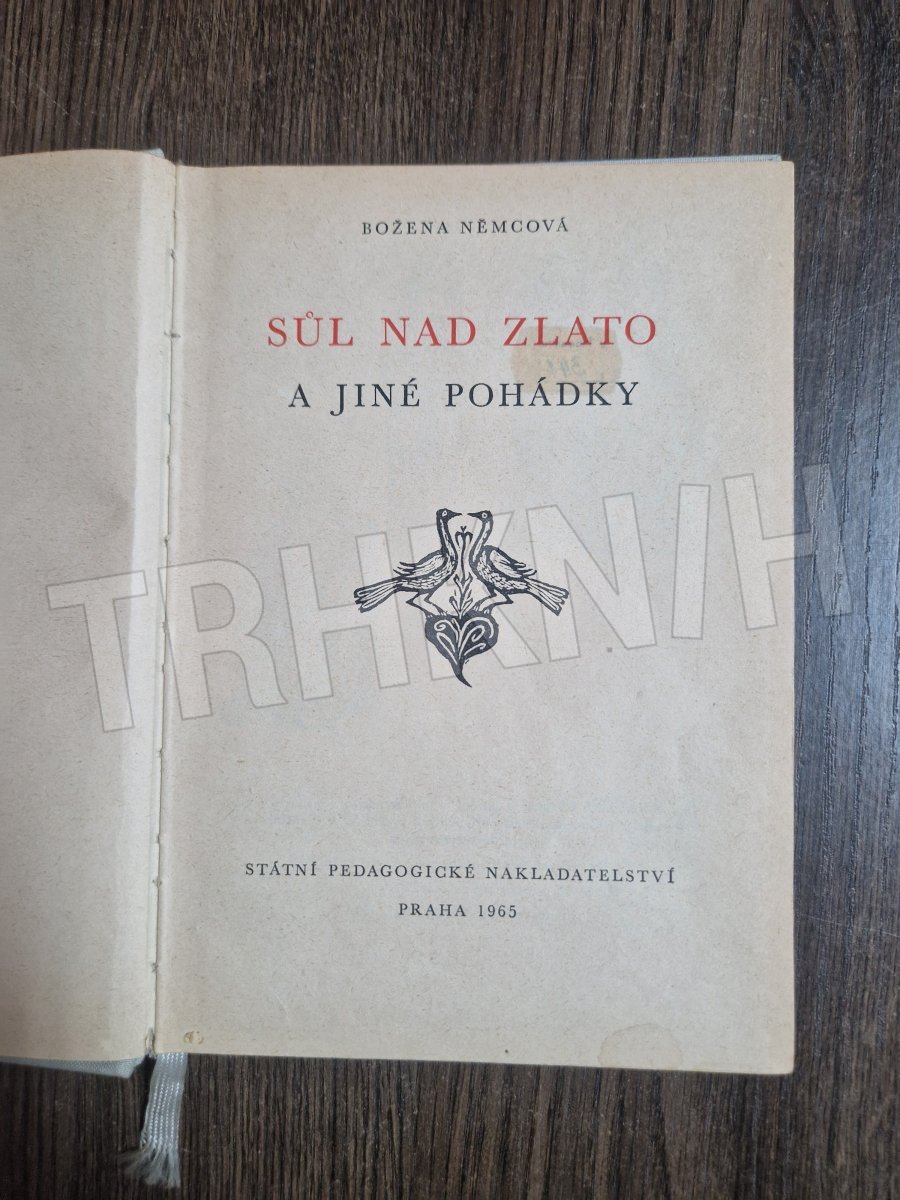 BOŽENA NĚMCOVÁ
SŮL NAD ZLATO
A JINÉ POHÁDKY
TRHKNIH
STÁTNÍ PEDAGOGICKÉ NAKLADATELSTVÍ
PRAHA 1965